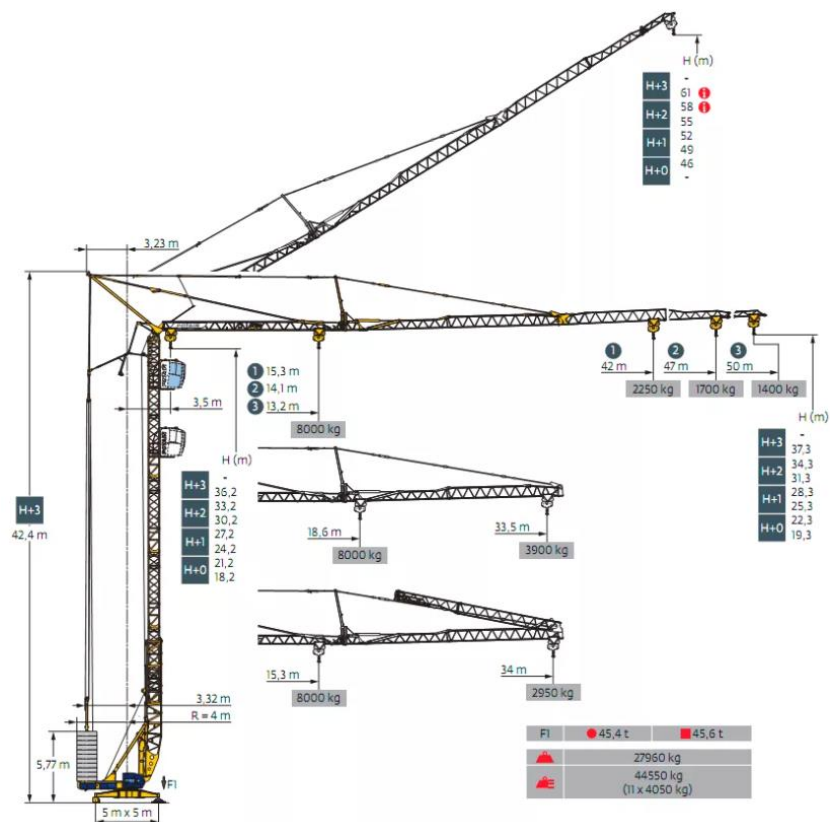 H (m)
-
H+3
61 i
58 i
H+2
55
52
H+1
49
46
H+0
-
3,23 m
1 15,3 m
2 14,1 m
3 13,2 m
8000 kg
3,5 m
1 2 3
42 m 47 m 50 m
2250 kg 1700 kg 1400 kg
H (m)
-
H+3
37,3
34,3
H+2
31,3
28,3
H+1
25,3
22,3
H+0
19,3
H (m)
-
H+3
36,2
33,2
H+2
30,2
27,2
H+1
24,2
21,2
H+0
18,2
H+3
42,4 m
18,6 m 33,5 m
8000 kg 3900 kg
15,3 m 34 m
8000 kg 2950 kg
3,32 m
R = 4 m
5,77 m
F1
5 m x 5 m
F1 45,4 t 45,6 t
27960 kg
44550 kg
(11 x 4050 kg)